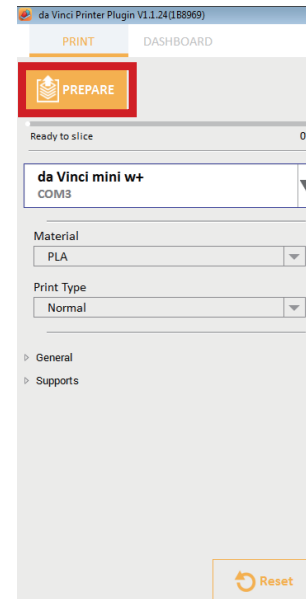 da Vinci Printer Plugin V1.1.24(1B8969)
PRINT DASHBOARD
PREPARE
Ready to slice 0
da Vinci mini w+
COM3
Material
PLA
Print Type
Normal
General
Supports
Reset